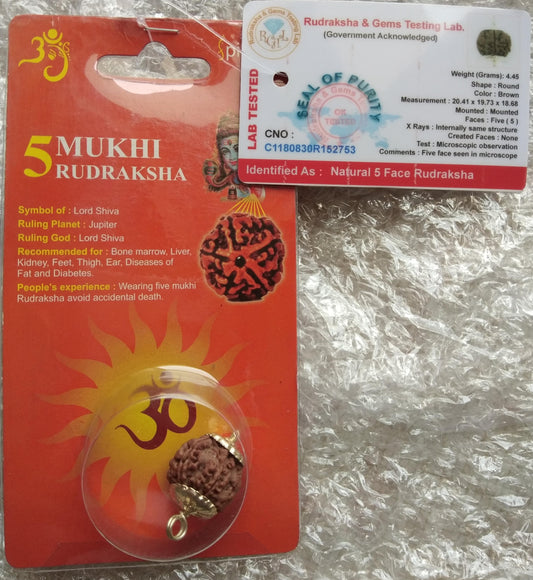 5 MUKHI
RUDRAKSHA
Symbol of : Lord Shiva
Ruling Planet : Jupiter
Ruling God : Lord Shiva
Recommended for : Bone marrow, Liver,
Kidney, Feet, Thigh, Ear, Diseases of
Fat and Diabetes.
People's experience : Wearing five mukhi
Rudraksha avoid accidental death.
ॐ
Rudraksha & Gems Testing Lab.
(Government Acknowledged)
LAB TESTED
SEAL OF PURITY
OK
TESTED
Weight (Grams) : 4.45
Shape : Round
Color : Brown
Measurement : 20.41 x 19.73 x 18.68
Mounted : Mounted
Faces : Five ( 5 )
X Rays : Internally same structure
Created Faces : None
Test : Microscopic observation
Comments : Five face seen in microscope
CNO :
C1180830R152753
Identified As : Natural 5 Face Rudraksha